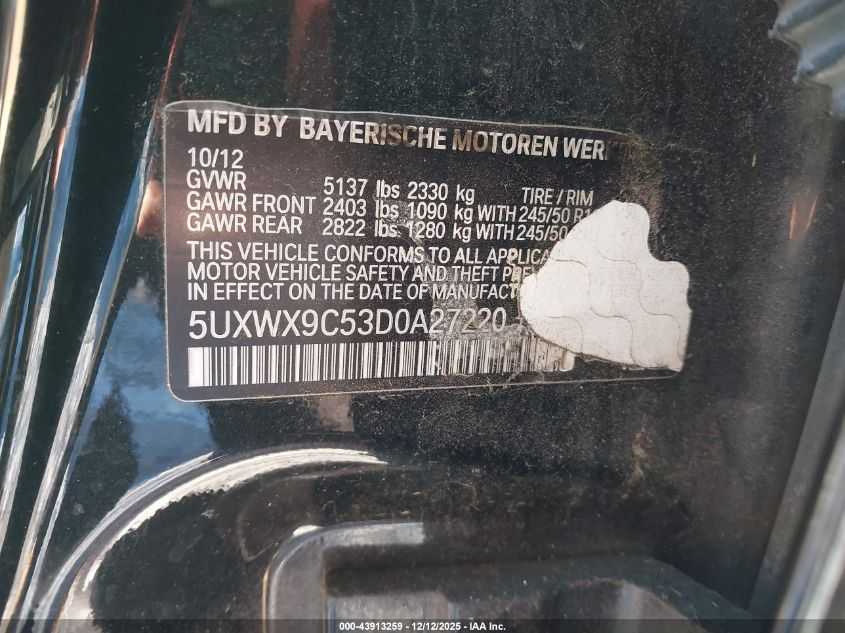 MFD BY BAYERISCHE MOTOREN WER
10/12
GVWR 5137 lbs 2330 kg TIRE / RIM
GAWR FRONT 2403 lbs 1090 kg WITH 245/50 R1
GAWR REAR 2822 lbs 1280 kg WITH 245/50
THIS VEHICLE CONFORMS TO ALL APPLICA
MOTOR VEHICLE SAFETY AND THEFT PRE
IN EFFECT ON THE DATE OF MANUFACT
5UXWX9C53D0A27220
000-43913259 - 12/12/2025 - IAA Inc.